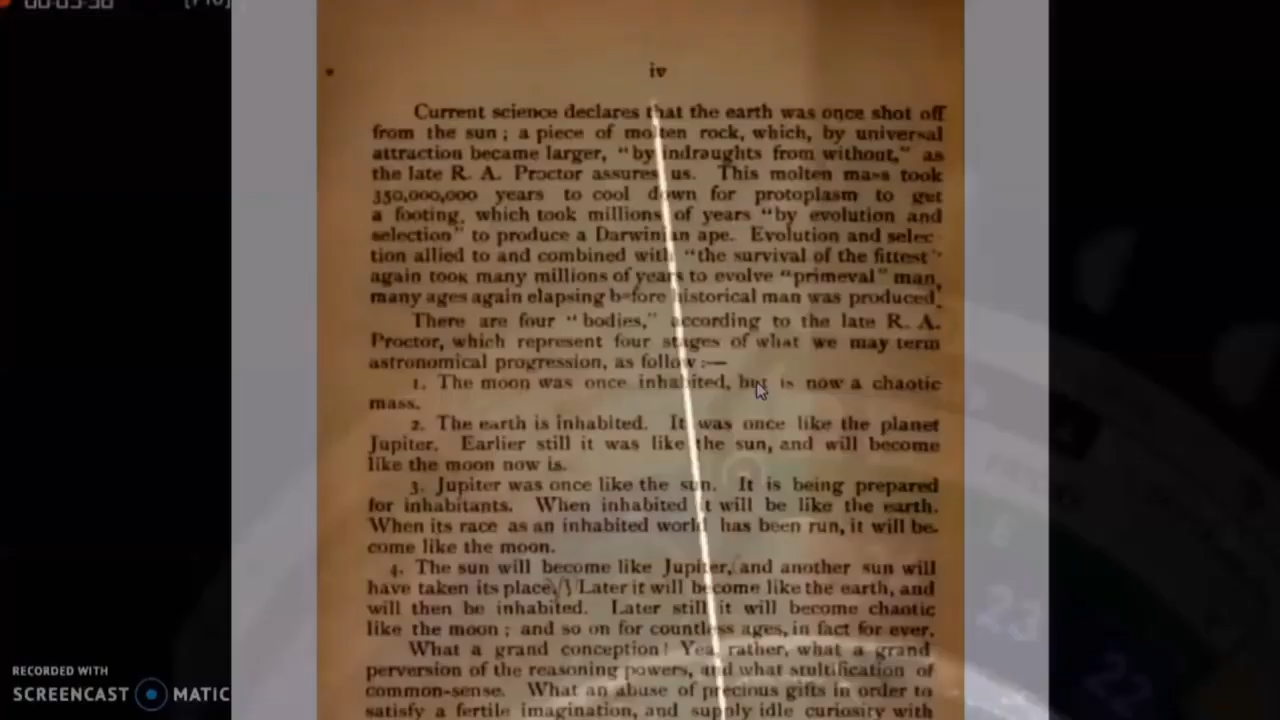 iv
Current science declares that the earth was once shot off
from the sun; a piece of molten rock, which, by universal
attraction became larger, "by indraughts from without," as
the late R. A. Proctor assures us. This molten mass took
350,000,000 years to cool down for protoplasm to get
a footing, which took millions of years "by evolution and
selection" to produce a Darwinian ape. Evolution and selec-
tion allied to and combined with "the survival of the fittest"
again took many millions of years to evolve "primeval" man,
many ages again elapsing before historical man was produced.
There are four "bodies," according to the late R. A.
Proctor, which represent four stages of what we may term
astronomical progression, as follow:—
1. The moon was once inhabited, but is now a chaotic
mass.
2. The earth is inhabited. It was once like the planet
Jupiter. Earlier still it was like the sun, and will become
like the moon now is.
3. Jupiter was once like the sun. It is being prepared
for inhabitants. When inhabited it will be like the earth.
When its race as an inhabited world has been run, it will be-
come like the moon.
4. The sun will become like Jupiter, and another sun will
have taken its place. Later it will become like the earth, and
will then be inhabited. Later still it will become chaotic
like the moon; and so on for countless ages, in fact for ever.
What a grand conception! Yea rather, what a grand
perversion of the reasoning powers, and what stultification of
common-sense. What an abuse of precious gifts in order to
satisfy a fertile imagination, and supply idle curiosity with
23
22
RECORDED WITH
SCREENCAST MATIC